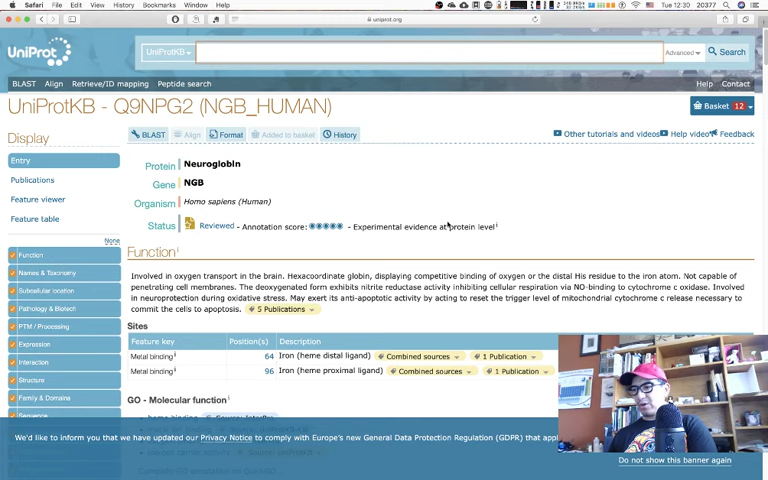 Safari File Edit View History Bookmarks Window Help
Tue 12:30 20377
uniprot.org
UniProt
UniProtKB
Advanced
Search
BLAST Align Retrieve/ID mapping Peptide search
Help Contact
UniProtKB - Q9NPG2 (NGB_HUMAN)
Basket 12
Display
BLAST Align Format Added to basket History
Other tutorials and videos Help video Feedback
Entry
Publications
Feature viewer
Feature table
None
Function
Names & Taxonomy
Subcellular location
Pathology & Biotech
PTM / Processing
Expression
Interaction
Structure
Family & Domains
Sequence
Protein Neuroglobin
Gene NGB
Organism Homo sapiens (Human)
Status Reviewed - Annotation score: - Experimental evidence at protein level i
Function i
Involved in oxygen transport in the brain. Hexacoordinate globin, displaying competitive binding of oxygen or the distal His residue to the iron atom. Not capable of
penetrating cell membranes. The deoxygenated form exhibits nitrite reductase activity inhibiting cellular respiration via NO-binding to cytochrome c oxidase. Involved
in neuroprotection during oxidative stress. May exert its anti-apoptotic activity by acting to reset the trigger level of mitochondrial cytochrome c release necessary to
commit the cells to apoptosis. 5 Publications
Sites
Feature key Position(s) Description
Metal binding i 64 Iron (heme distal ligand) Combined sources 1 Publication
Metal binding i 96 Iron (heme proximal ligand) Combined sources 1 Publication
GO - Molecular function i
We'd like to inform you that we have updated our Privacy Notice to comply with Europe's new General Data Protection Regulation (GDPR) that appl
Do not show this banner again